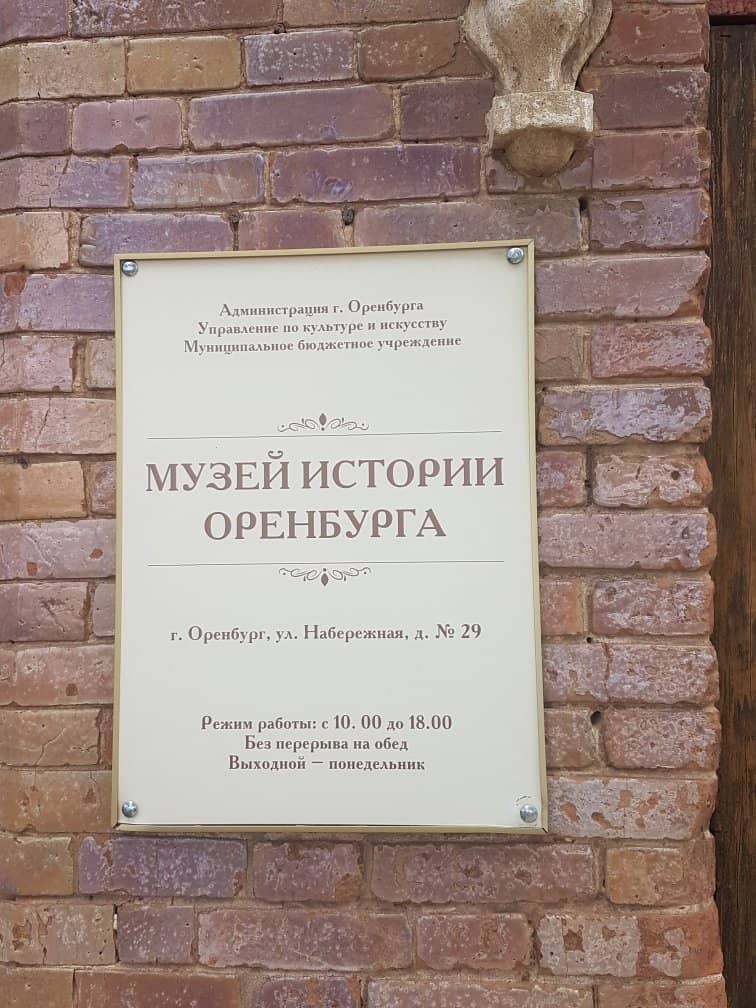 Администрация г. Оренбурга
Управление по культуре и искусству
Муниципальное бюджетное учреждение
МУЗЕЙ ИСТОРИИ
ОРЕНБУРГА
г. Оренбург, ул. Набережная, д. № 29
Режим работы: с 10. 00 до 18.00
Без перерыва на обед
Выходной – понедельник